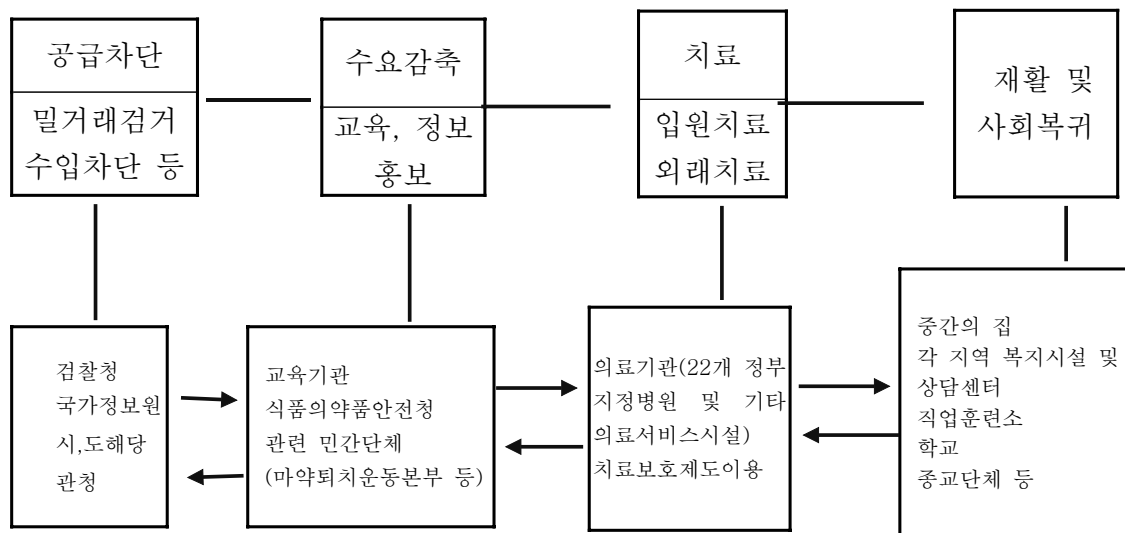 공급차단
밀거래검거
수입차단 등
수요감축
교육, 정보
홍보
치료
입원치료
외래치료
재활 및
사회복귀
검찰청
국가정보원
시,도해당
관청
교육기관
식품의약품안전청
관련 민간단체
(마약퇴치운동본부 등)
의료기관(22개 정부
지정병원 및 기타
의료서비스시설)
치료보호제도이용
중간의 집
각 지역 복지시설 및
상담센터
직업훈련소
학교
종교단체 등